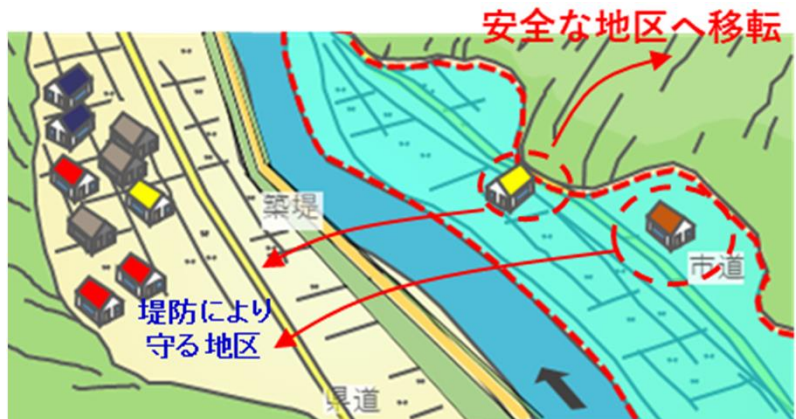 安全な地区へ移転
築堤
市道
堤防により
守る地区
県道